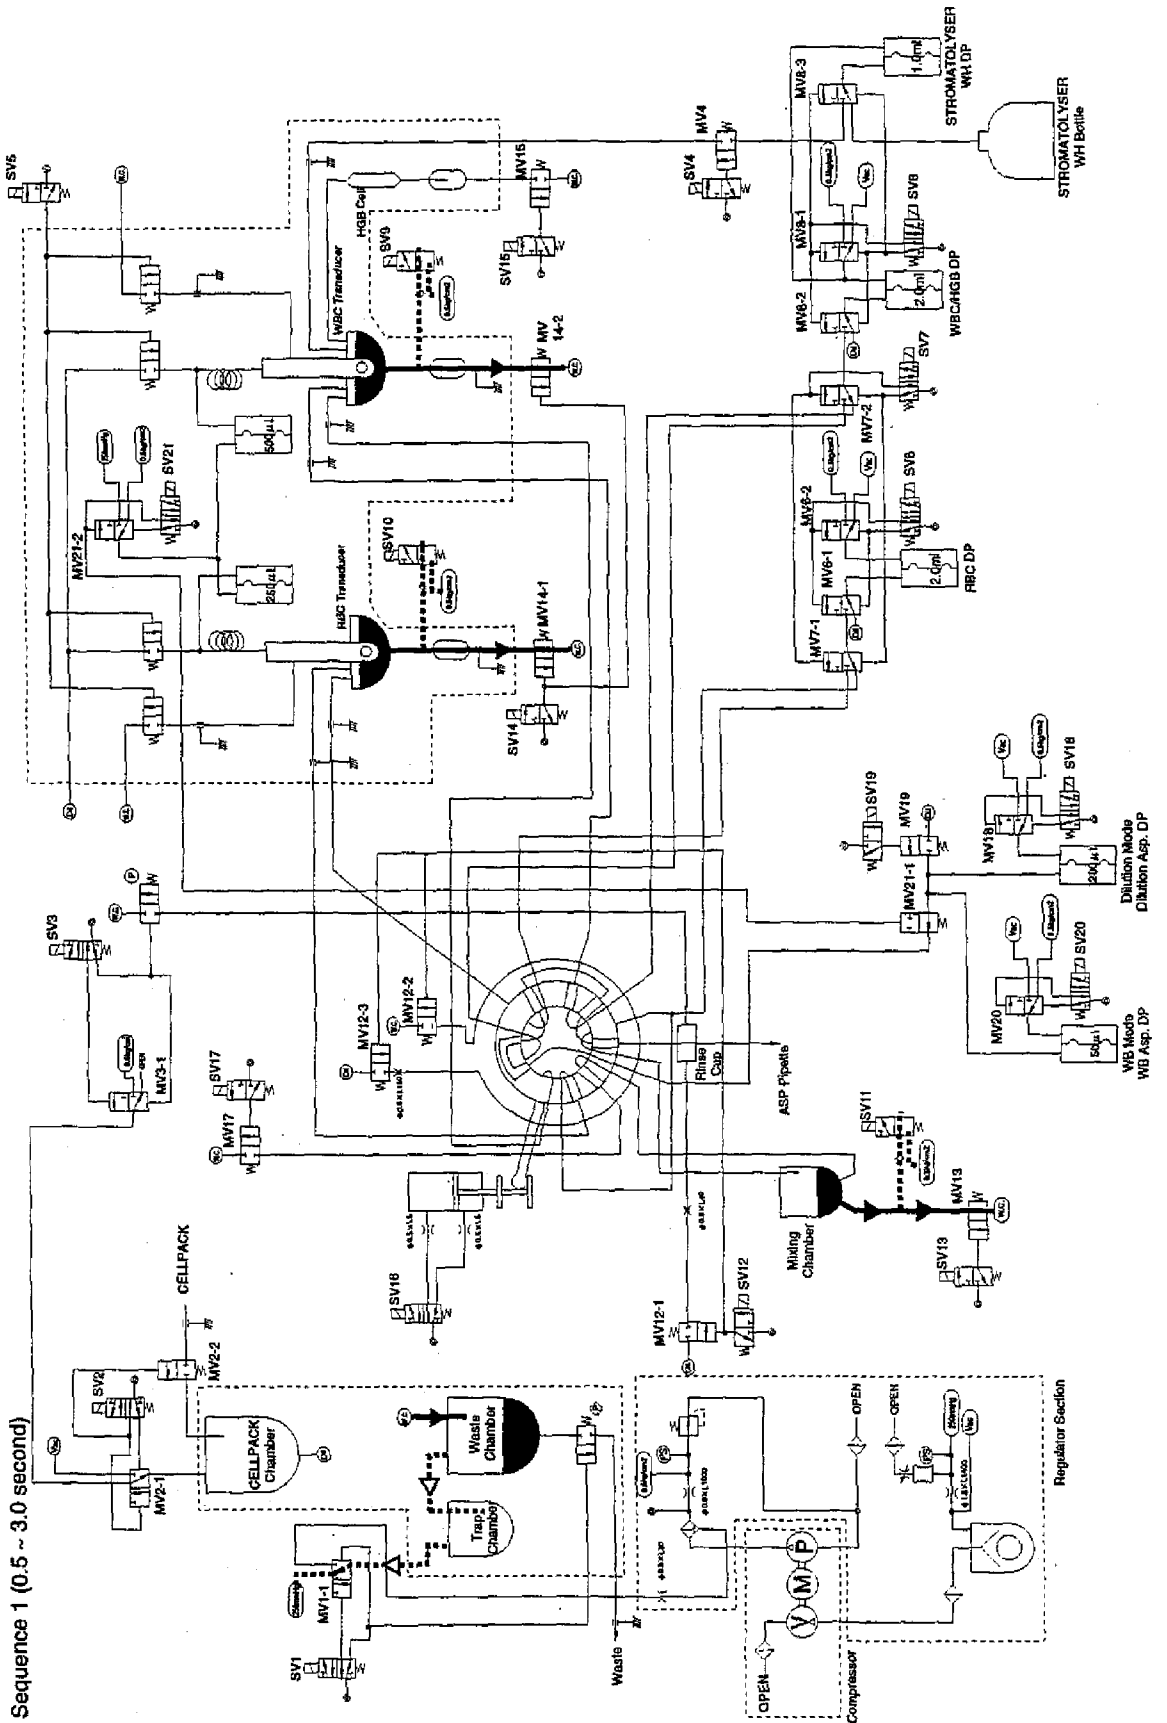 Sequence 1 (0.5 ~ 3.0 second)
SV5
W.C
W
W
W
W
SV21
MV21-2
500µl
250µl
WBC Transducer
RBC Transducer
HGB Cell
SV9
SV10
SV15
MV15
MV
14-2
MV14-1
SV14
SV4
MV4
MV8-3
1.0ml
STROMATOLYSER
WH DP
STROMATOLYSER
WH Bottle
MV8-1
SV8
Vac
2.0ml
WBC/HGB DP
SV7
MV7-2
MV6-2
SV6
Vac
MV6-1
2.0ml
RBC DP
MV7-1
SV3
P
MV3-1
OPEN
SV17
MV17
MV12-3
MV12-2
Rinse
Cup
ASP Pipette
SV19
MV19
MV21-1
MV18
SV18
Vac
200µl
Dilution Mode
Dilution Asp. DP
MV20
SV20
Vac
50µl
WB Mode
WB Asp. DP
SV11
Mixing
Chamber
MV13
SV13
W.C
SV16
MV12-1
SV12
CELLPACK
MV2-2
SV2
MV2-1
Vac
CELLPACK
Chamber
Waste
Chamber
Trap
Chamber
MV1-1
SV1
Waste
OPEN
OPEN
OPEN
V
M
P
Compressor
Regulator Section